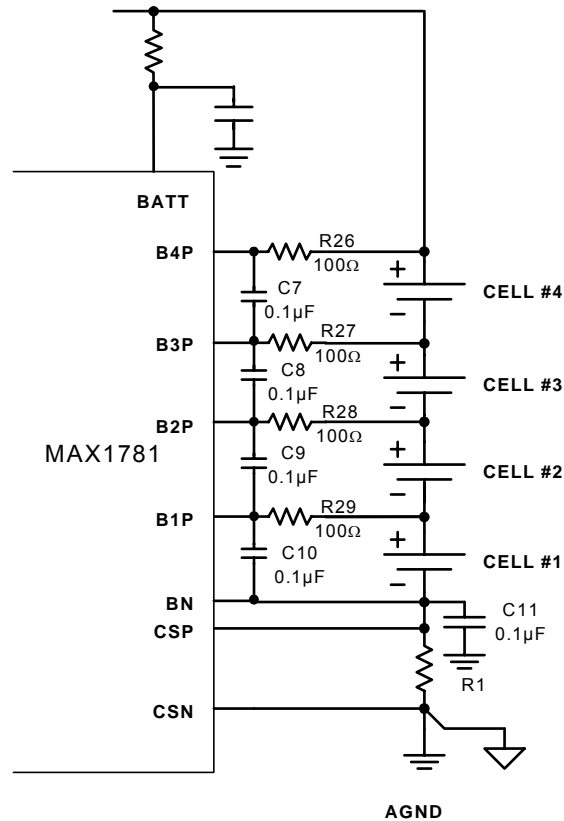 BATT
B4P
R26
100Ω
C7
0.1µF
CELL #4
+
−
B3P
R27
100Ω
C8
0.1µF
CELL #3
+
−
B2P
R28
100Ω
MAX1781
C9
0.1µF
CELL #2
+
−
B1P
R29
100Ω
C10
0.1µF
CELL #1
+
−
BN
C11
0.1µF
CSP
R1
CSN
AGND